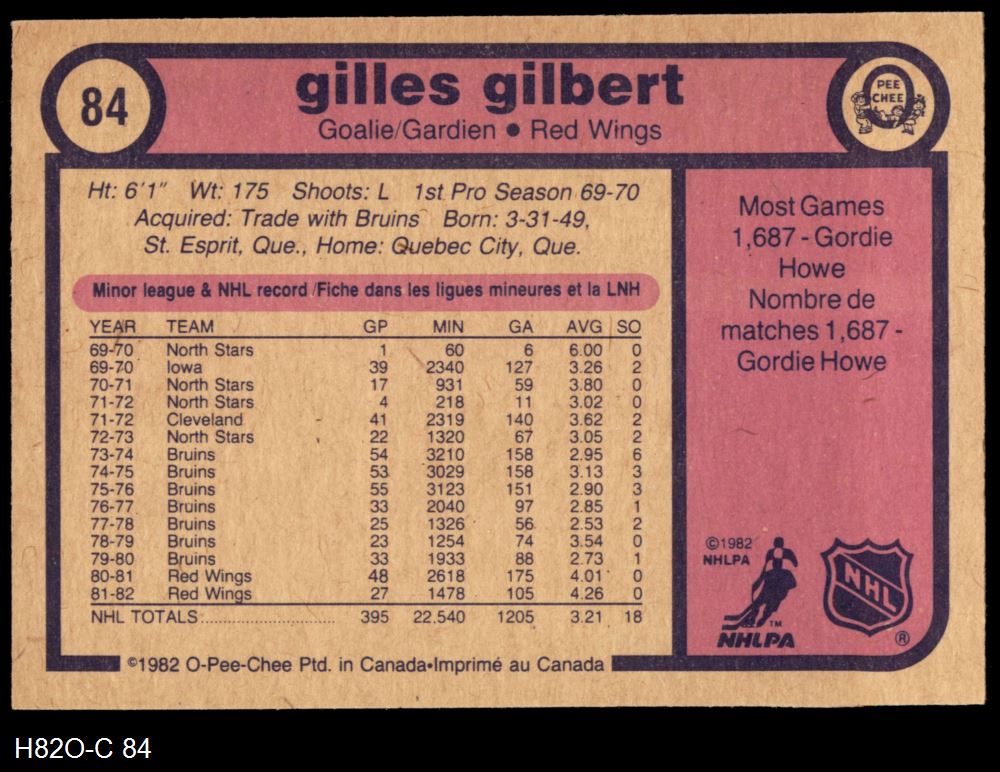 84
gilles gilbert
Goalie/Gardien ● Red Wings
O
PEE
CHEE
Ht: 6'1" Wt: 175 Shoots: L 1st Pro Season 69-70
Acquired: Trade with Bruins Born: 3-31-49,
St. Esprit, Que., Home: Quebec City, Que.
Minor league & NHL record/Fiche dans les ligues mineures et la LNH
YEAR TEAM GP MIN GA AVG SO
69-70 North Stars 1 60 6 6.00 0
69-70 Iowa 39 2340 127 3.26 2
70-71 North Stars 17 931 59 3.80 0
71-72 North Stars 4 218 11 3.02 0
71-72 Cleveland 41 2319 140 3.62 2
72-73 North Stars 22 1320 67 3.05 2
73-74 Bruins 54 3210 158 2.95 6
74-75 Bruins 53 3029 158 3.13 3
75-76 Bruins 55 3123 151 2.90 3
76-77 Bruins 33 2040 97 2.85 1
77-78 Bruins 25 1326 56 2.53 2
78-79 Bruins 23 1254 74 3.54 0
79-80 Bruins 33 1933 88 2.73 1
80-81 Red Wings 48 2618 175 4.01 0
81-82 Red Wings 27 1478 105 4.26 0
NHL TOTALS:..................... 395 22,540 1205 3.21 18
Most Games
1,687 - Gordie
Howe
Nombre de
matches 1,687 -
Gordie Howe
©1982
NHLPA
TM
NHLPA
NHL
®
©1982 O-Pee-Chee Ptd. in Canada•Imprimé au Canada
H82O-C 84